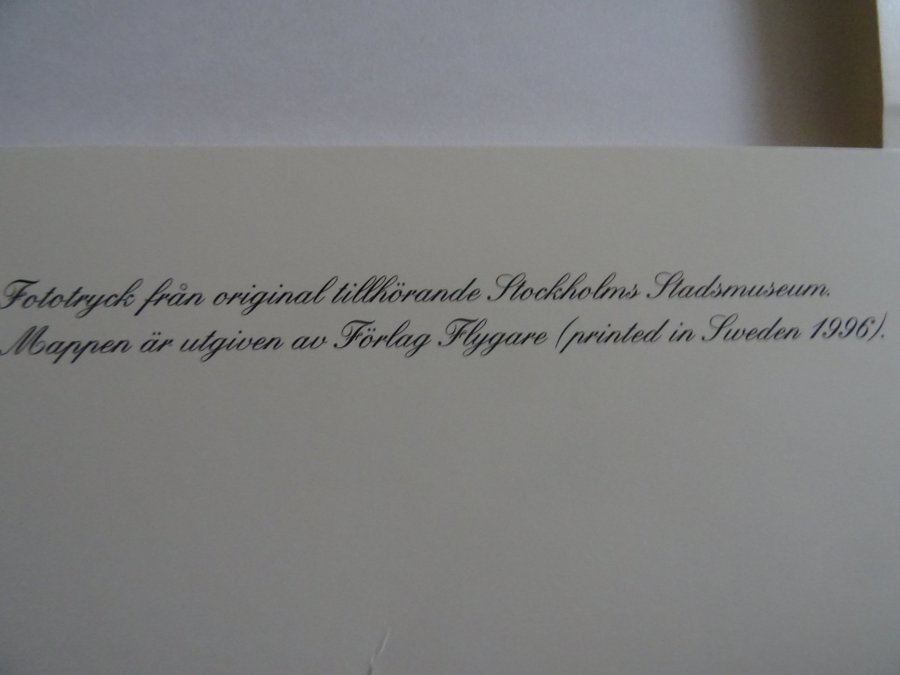 Fototryck från original tillhörande Stockholms Stadsmuseum.
Mappen är utgiven av Förlag Flygare (printed in Sweden 1996).